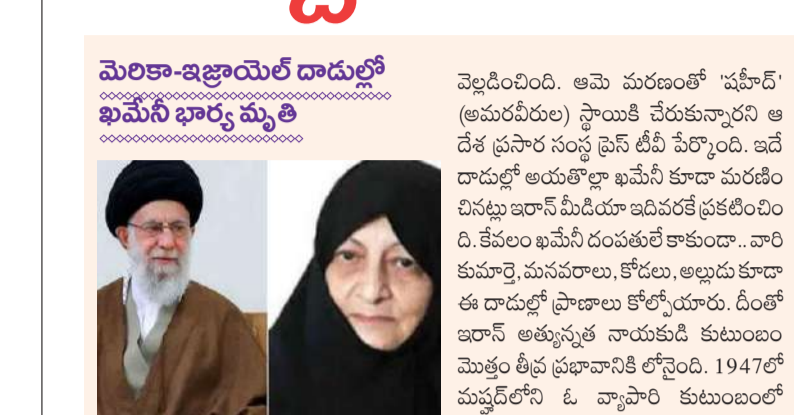 మెరికా-ఇజ్రాయెల్ దాడుల్లో
ఖమేనీ భార్య మృతి
వెల్లడించింది. ఆమె మరణంతో 'షహీద్'
(అమరవీరుల) స్థాయికి చేరుకున్నారని ఆ
దేశ ప్రసార సంస్థ ప్రెస్ టీవీ పేర్కొంది. ఇదే
దాడుల్లో అయతొల్లా ఖమేనీ కూడా మరణిం
చినట్లు ఇరాన్ మీడియా ఇదివరకే ప్రకటించిం
ది. కేవలం ఖమేనీ దంపతులే కాకుండా.. వారి
కుమార్తె, మనవరాలు, కోడలు, అల్లుడు కూడా
ఈ దాడుల్లో ప్రాణాలు కోల్పోయారు. దీంతో
ఇరాన్ అత్యున్నత నాయకుడి కుటుంబం
మొత్తం తీవ్ర ప్రభావానికి లోనైంది. 1947లో
మష్హద్‌లోని ఓ వ్యాపారి కుటుంబంలో